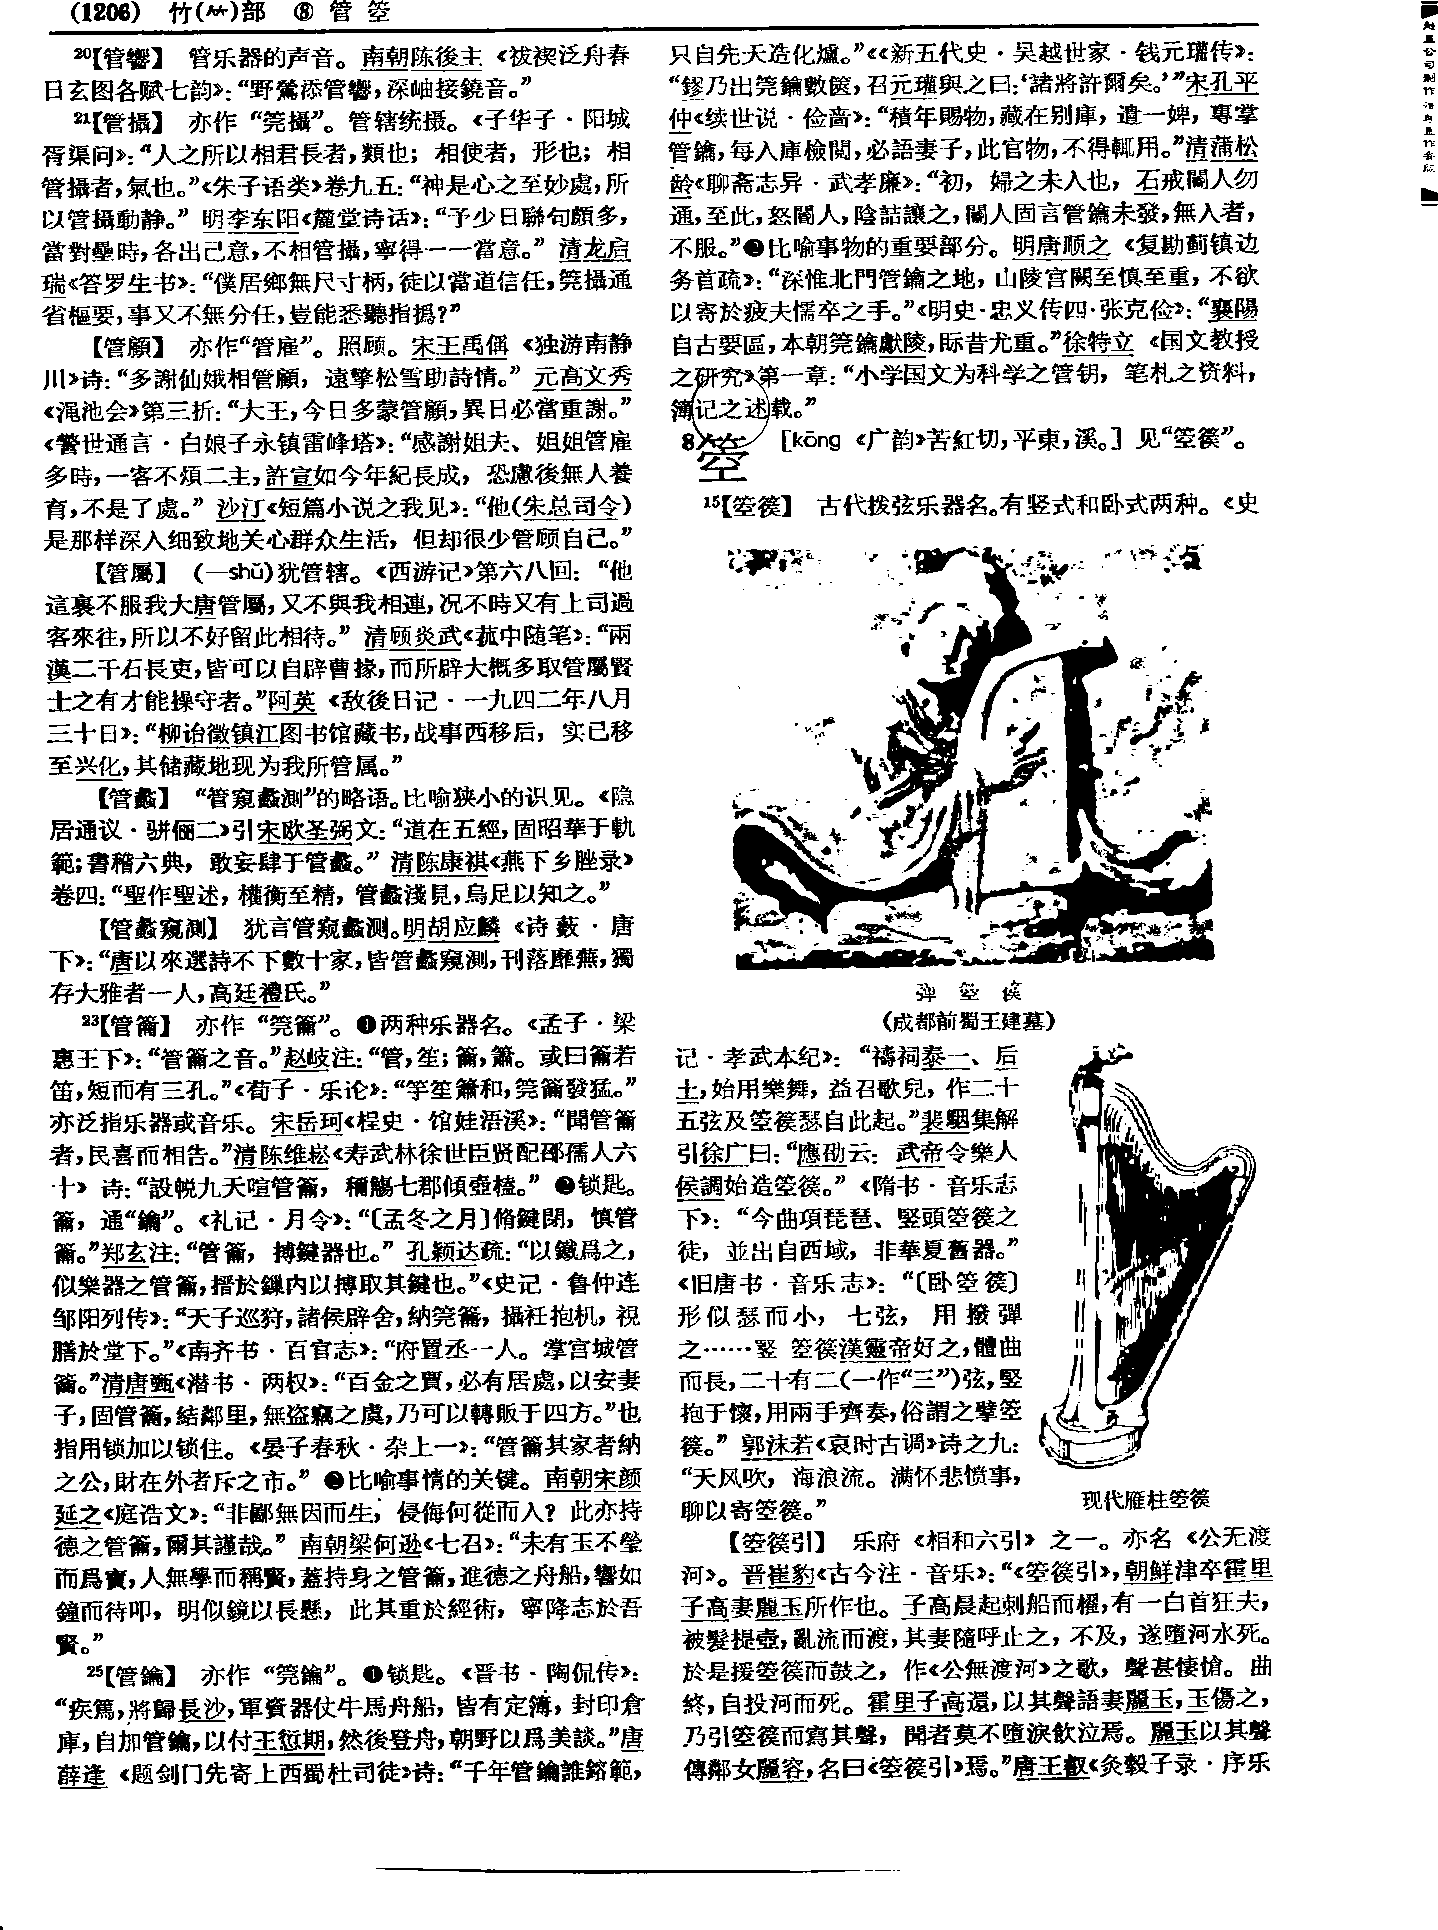 (1206) 竹(⺮)部 ⑧ 管 箜
20【管響】 管乐器的声音。南朝陈後主《祓禊泛舟春
日玄图各赋七韵》：“野鶯添管響，深岫接鐃音。”
21【管攝】 亦作“筦攝”。管辖统摄。《子华子·阳城
胥渠问》：“人之所以相君長者，類也；相使者，形也；相
管攝者，氣也。”《朱子语类》卷九五：“神是心之至妙處，所
以管攝動静。”明李东阳《麓堂诗话》：“予少日聯句頗多，
當對壘時，各出己意，不相管攝，寧得一一當意。”清龙启
瑞《答罗生书》：“僕居鄉無尺寸柄，徒以當道信任，筦攝通
省樞要，事又不無分任，豈能悉聽指撝？”
【管顧】 亦作“管雇”。照顾。宋王禹偁《独游南静
川》诗：“多謝仙娥相管顧，遠擎松雪助詩情。”元高文秀
《渑池会》第三折：“大王，今日多蒙管顧，異日必當重謝。”
《警世通言·白娘子永镇雷峰塔》：“感謝姐夫、姐姐管雇
多時，一客不煩二主，許宣如今年紀長成，恐慮後無人養
育，不是了處。”沙汀《短篇小说之我见》：“他（朱总司令）
是那样深入细致地关心群众生活，但却很少管顾自己。”
【管屬】 （—shǔ）犹管辖。《西游记》第六八回：“他
這裏不服我大唐管屬，又不與我相連，况不時又有上司過
客來往，所以不好留此相待。”清顾炎武《菰中随笔》：“兩
漢二千石長吏，皆可以自辟曹掾，而所辟大概多取管屬賢
士之有才能操守者。”阿英《敌後日记·一九四二年八月
三十日》：“柳诒徵镇江图书馆藏书，战事西移后，实已移
至兴化，其储藏地现为我所管属。”
【管蠡】 “管窥蠡测”的略语。比喻狭小的识见。《隐
居通议·骈俪二》引宋欧圣弼文：“道在五經，固昭華于軌
範；書稽六典，敢妄肆于管蠡。”清陈康祺《燕下乡脞录》
卷四：“聖作聖述，權衡至精，管蠡淺見，烏足以知之。”
【管蠡窺測】 犹言管窥蠡测。明胡应麟《诗薮·唐
下》：“唐以來選詩不下數十家，皆管蠡窺測，刊落靡蕪，獨
存大雅者一人，高廷禮氏。”
23【管籥】 亦作“筦籥”。❶两种乐器名。《孟子·梁
惠王下》：“管籥之音。”赵岐注：“管，笙；籥，簫。或曰籥若
笛，短而有三孔。”《荀子·乐论》：“竽笙簫和，筦籥發猛。”
亦泛指乐器或音乐。宋岳珂《桯史·馆娃浯溪》：“聞管籥
者，民喜而相告。”清陈维崧《寿武林徐世臣贤配邵孺人六
十》诗：“設帨九天喧管籥，稱觴七郡傾壺榼。”❷锁匙。
籥，通“鑰”。《礼记·月令》：“〔孟冬之月〕脩鍵閉，慎管
籥。”郑玄注：“管籥，搏鍵器也。”孔颖达疏：“以鐵爲之，
似樂器之管籥，搢於鏁内以搏取其鍵也。”《史记·鲁仲连
邹阳列传》：“天子巡狩，諸侯辟舍，納筦籥，攝衽抱机，視
膳於堂下。”《南齐书·百官志》：“府置丞一人。掌宫城管
籥。”清唐甄《潜书·两权》：“百金之賈，必有居處，以安妻
子，固管籥，結鄰里，無盗竊之虞，乃可以轉販于四方。”也
指用锁加以锁住。《晏子春秋·杂上一》：“管籥其家者納
之公，財在外者斥之市。”❸比喻事情的关键。南朝宋颜
延之《庭诰文》：“非鄙無因而生，侵侮何從而入？此亦持
德之管籥，爾其謹哉。”南朝梁何逊《七召》：“未有玉不瑩
而爲寳，人無學而稱賢，蓋持身之管籥，進德之舟船，響如
鐘而待叩，明似鏡以長懸，此其重於經術，寧降志於吾
賢。”
25【管鑰】 亦作“筦鑰”。❶锁匙。《晋书·陶侃传》：
“疾篤，將歸長沙，軍資器仗牛馬舟船，皆有定簿，封印倉
庫，自加管鑰，以付王愆期，然後登舟，朝野以爲美談。”唐
薛逢《题剑门先寄上西蜀杜司徒》诗：“千年管鑰誰鎔範，
只自先天造化爐。”《新五代史·吴越世家·钱元瓘传》：
“鏐乃出筦鑰數篋，召元瓘與之曰：‘諸將許爾矣。’”宋孔平
仲《续世说·俭啬》：“積年賜物，藏在别庫，遣一婢，專掌
管鑰，每入庫檢閲，必語妻子，此官物，不得輒用。”清蒲松
龄《聊斋志异·武孝廉》：“初，婦之未入也，石戒閽人勿
通，至此，怒閽人，陰詰讓之，閽人固言管鑰未發，無入者，
不服。”❷比喻事物的重要部分。明唐顺之《复勘蓟镇边
务首疏》：“深惟北門管鑰之地，山陵宫闕至慎至重，不欲
以寄於疲夫懦卒之手。”《明史·忠义传四·张克俭》：“襄陽
自古要區，本朝筦鑰獻陵，眎昔尤重。”徐特立《国文教授
之研究》第一章：“小学国文为科学之管钥，笔札之资料，
簿记之述载。”
8箜 ［kōng《广韵》苦紅切，平東，溪。］见“箜篌”。
15【箜篌】 古代拨弦乐器名。有竖式和卧式两种。《史
弹箜篌
（成都前蜀王建墓）
记·孝武本纪》：“禱祠泰一、后
土，始用樂舞，益召歌兒，作二十
五弦及箜篌瑟自此起。”裴駰集解
引徐广曰：“應劭云：武帝令樂人
侯調始造箜篌。”《隋书·音乐志
下》：“今曲項琵琶、竪頭箜篌之
徒，並出自西域，非華夏舊器。”
《旧唐书·音乐志》：“〔卧箜篌〕
形似瑟而小，七弦，用撥彈
之……竪箜篌漢靈帝好之，體曲
而長，二十有二（一作“三”）弦，竪
抱于懷，用兩手齊奏，俗謂之擘箜
篌。”郭沫若《哀时古调》诗之九：
“天风吹，海浪流。满怀悲愤事，
聊以寄箜篌。”
现代雁柱箜篌
【箜篌引】 乐府《相和六引》之一。亦名《公无渡
河》。晋崔豹《古今注·音乐》：“《箜篌引》，朝鮮津卒霍里
子高妻麗玉所作也。子高晨起刺船而櫂，有一白首狂夫，
被髮提壺，亂流而渡，其妻隨呼止之，不及，遂墮河水死。
於是援箜篌而鼓之，作《公無渡河》之歌，聲甚悽愴。曲
終，自投河而死。霍里子高還，以其聲語妻麗玉，玉傷之，
乃引箜篌而寫其聲，聞者莫不墮淚飲泣焉。麗玉以其聲
傳鄰女麗容，名曰《箜篌引》焉。”唐王叡《炙毂子录·序乐